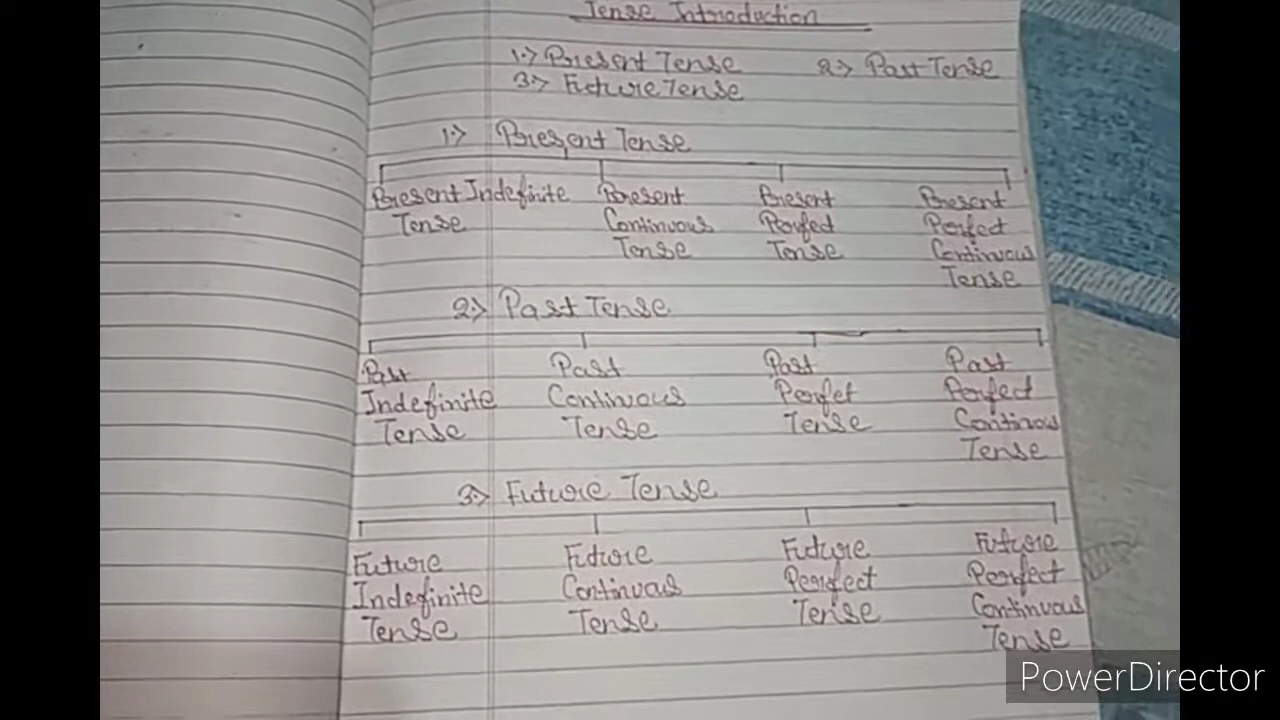 Tense Introduction
1.> Present Tense 2> Past Tense
3.> Future Tense
1.> Present Tense
Present Indefinite Present Present Present
Tense Continuous Perfect Perfect
Tense Tense Continuous
Tense
2.> Past Tense
Past Past Past Past
Indefinite Continuous Perfet Perfect
Tense Tense Tense Continuous
Tense
3.> Future Tense
Future Future Future Future
Indefinite Continuous Perfect Perfect
Tense Tense Tense Continuous
Tense
PowerDirector